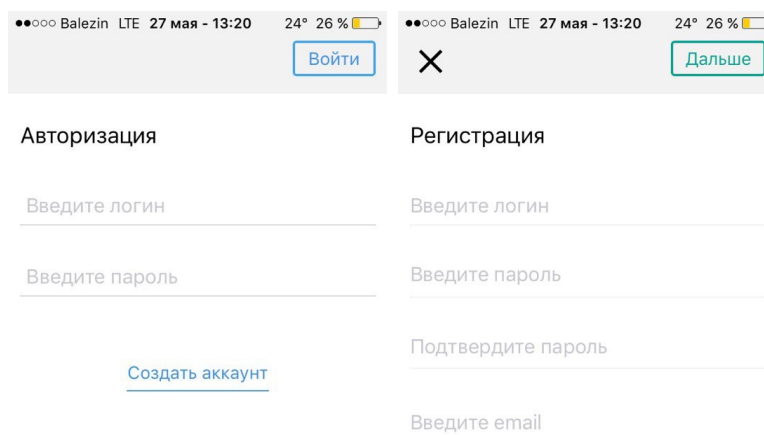 Balezin LTE 27 мая - 13:20 24° 26 %
Войти
Авторизация
Введите логин
Введите пароль
Создать аккаунт
Balezin LTE 27 мая - 13:20 24° 26 %
Дальше
Регистрация
Введите логин
Введите пароль
Подтвердите пароль
Введите email